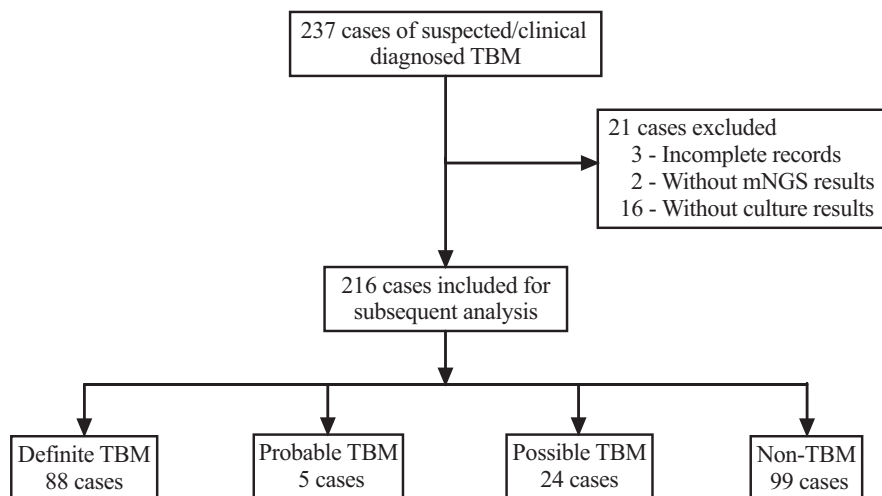 237 cases of suspected/clinical
diagnosed TBM
21 cases excluded
3 - Incomplete records
2 - Without mNGS results
16 - Without culture results
216 cases included for
subsequent analysis
Definite TBM
88 cases
Probable TBM
5 cases
Possible TBM
24 cases
Non-TBM
99 cases